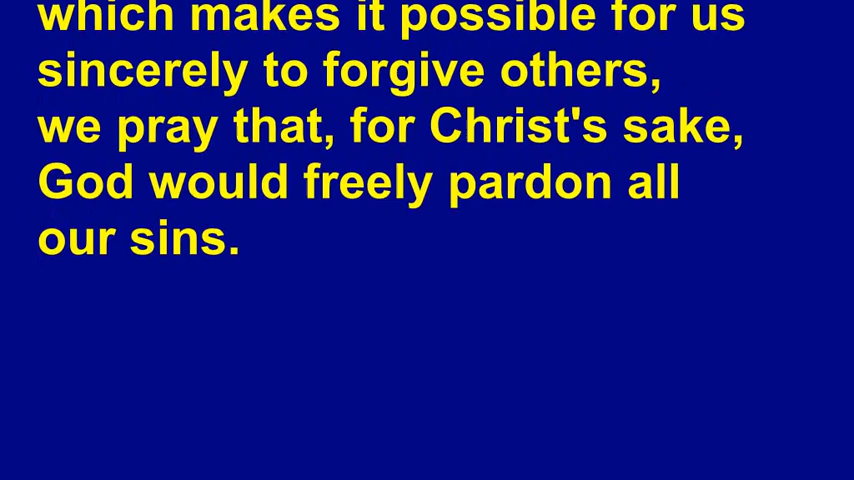 which makes it possible for us
sincerely to forgive others,
we pray that, for Christ's sake,
God would freely pardon all
our sins.